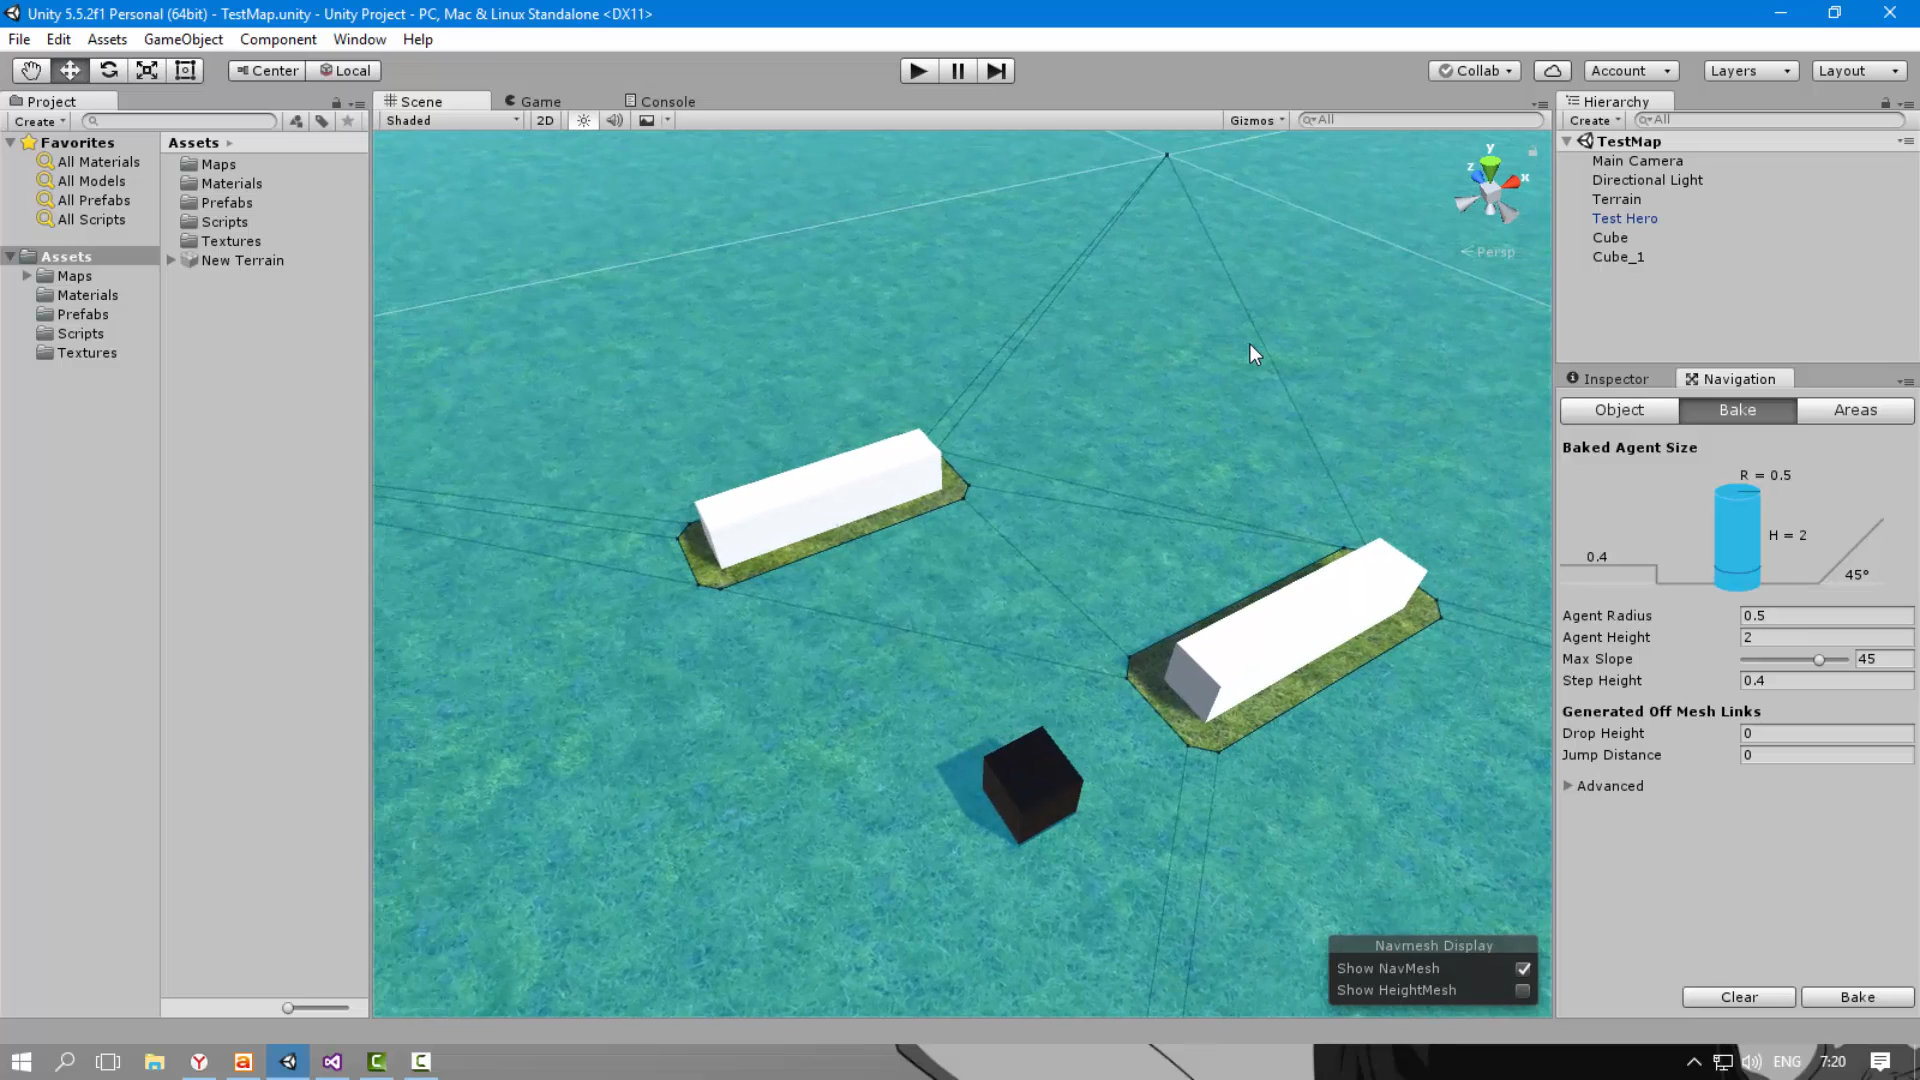 Unity 5.5.2f1 Personal (64bit) - TestMap.unity - Unity Project - PC, Mac & Linux Standalone <DX11>
File Edit Assets GameObject Component Window Help
Center Local Collab Account Layers Layout
Project Scene Game Console Hierarchy
Create Shaded 2D Gizmos All Create All
Favorites
All Materials
All Models
All Prefabs
All Scripts
Assets
Maps
Materials
Prefabs
Scripts
Textures
Assets
Maps
Materials
Prefabs
Scripts
Textures
New Terrain
y
z
x
Persp
TestMap
Main Camera
Directional Light
Terrain
Test Hero
Cube
Cube_1
Inspector Navigation
Object Bake Areas
Baked Agent Size
R = 0.5
H = 2
0.4
45°
Agent Radius 0.5
Agent Height 2
Max Slope 45
Step Height 0.4
Generated Off Mesh Links
Drop Height 0
Jump Distance 0
Advanced
Navmesh Display
Show NavMesh
Show HeightMesh
Clear Bake
ENG 7:20